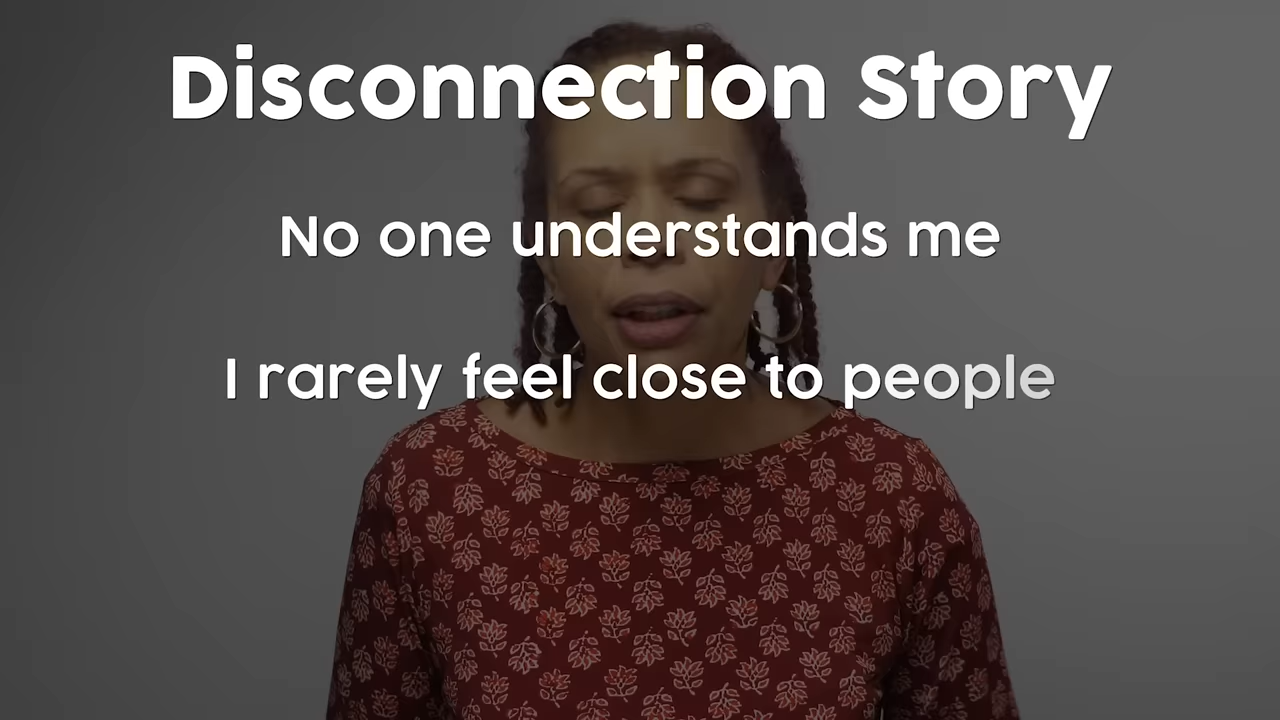 Disconnection Story
No one understands me
I rarely feel close to people